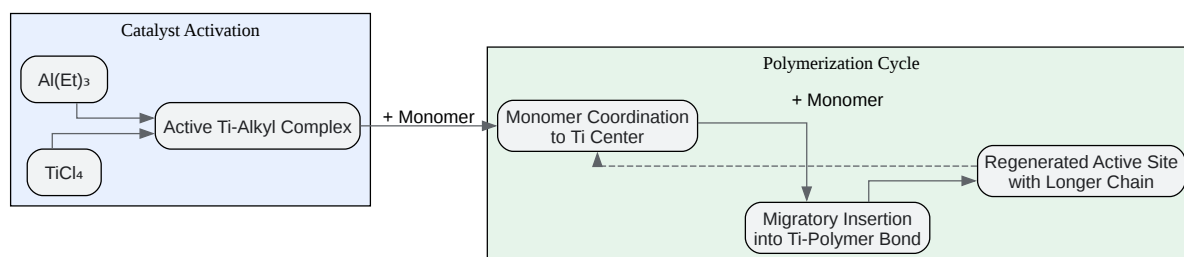 Catalyst Activation
Al(Et)₃
TiCl₄
Active Ti-Alkyl Complex
+ Monomer
Polymerization Cycle
Monomer Coordination
to Ti Center
+ Monomer
Migratory Insertion
into Ti-Polymer Bond
Regenerated Active Site
with Longer Chain